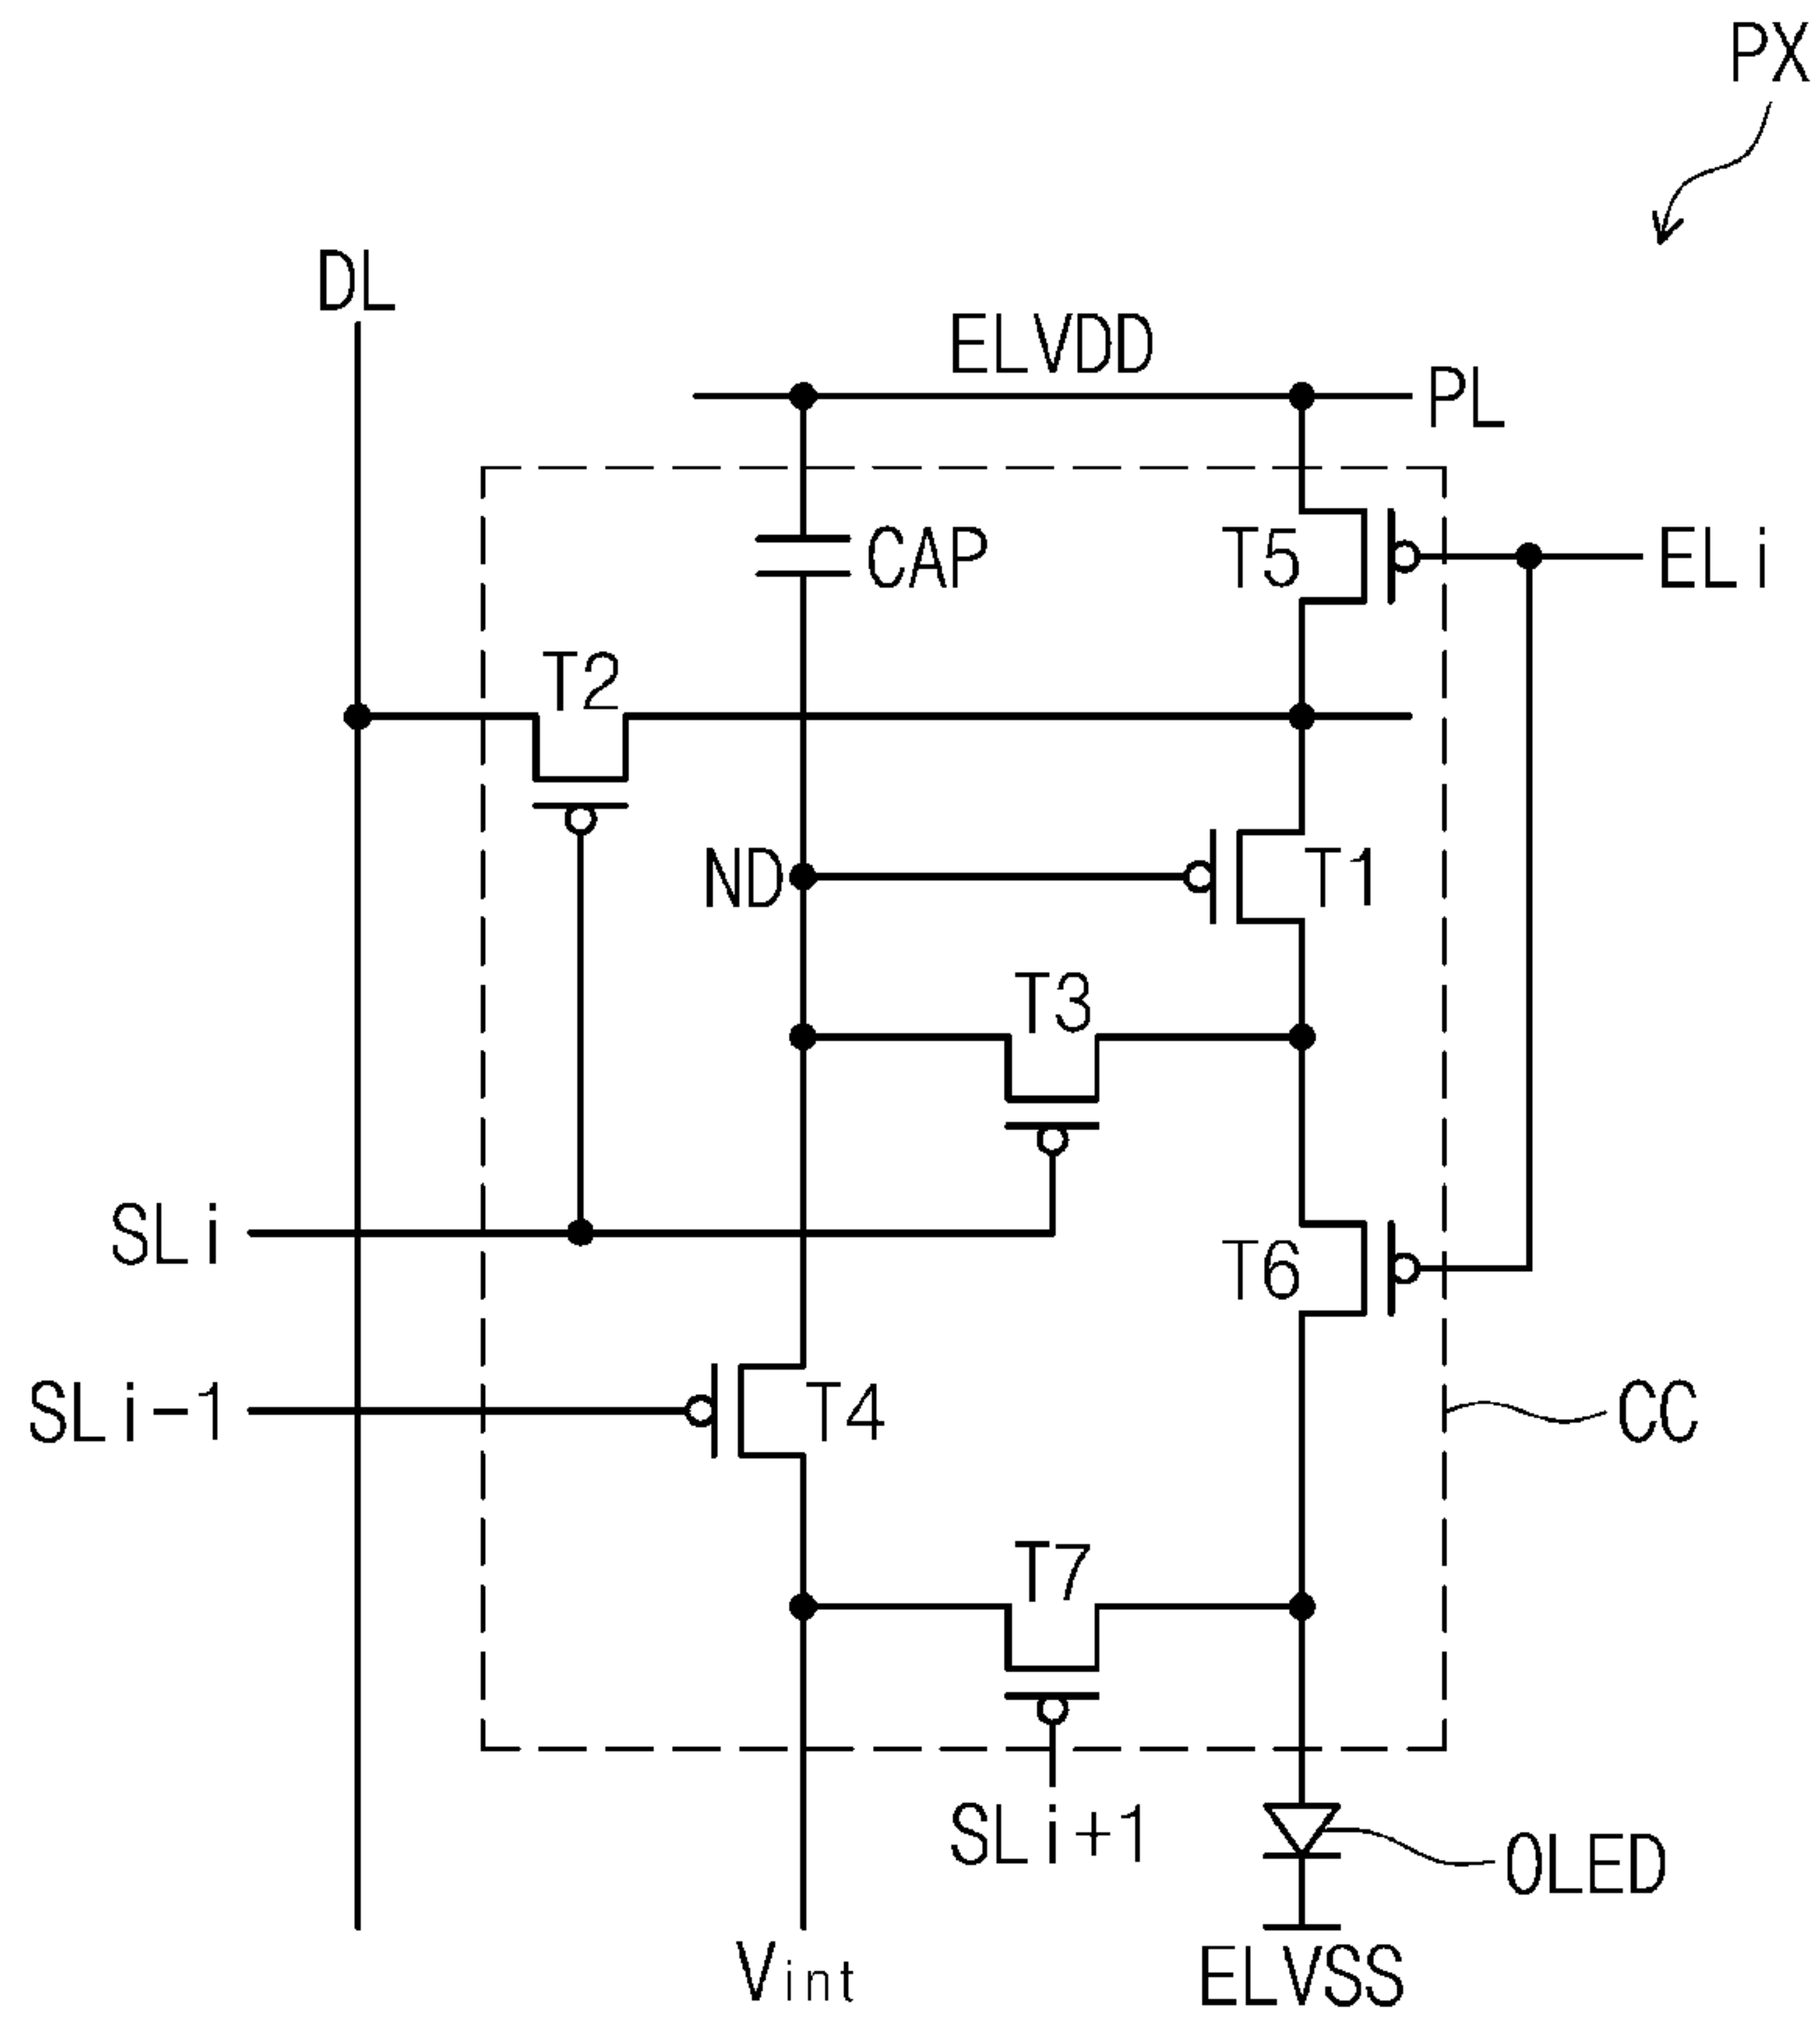 PX
DL
ELVDD
PL
CAP
T5
ELi
T2
ND
T1
T3
SLi
T6
SLi-1
T4
CC
T7
SLi+1
OLED
Vint
ELVSS